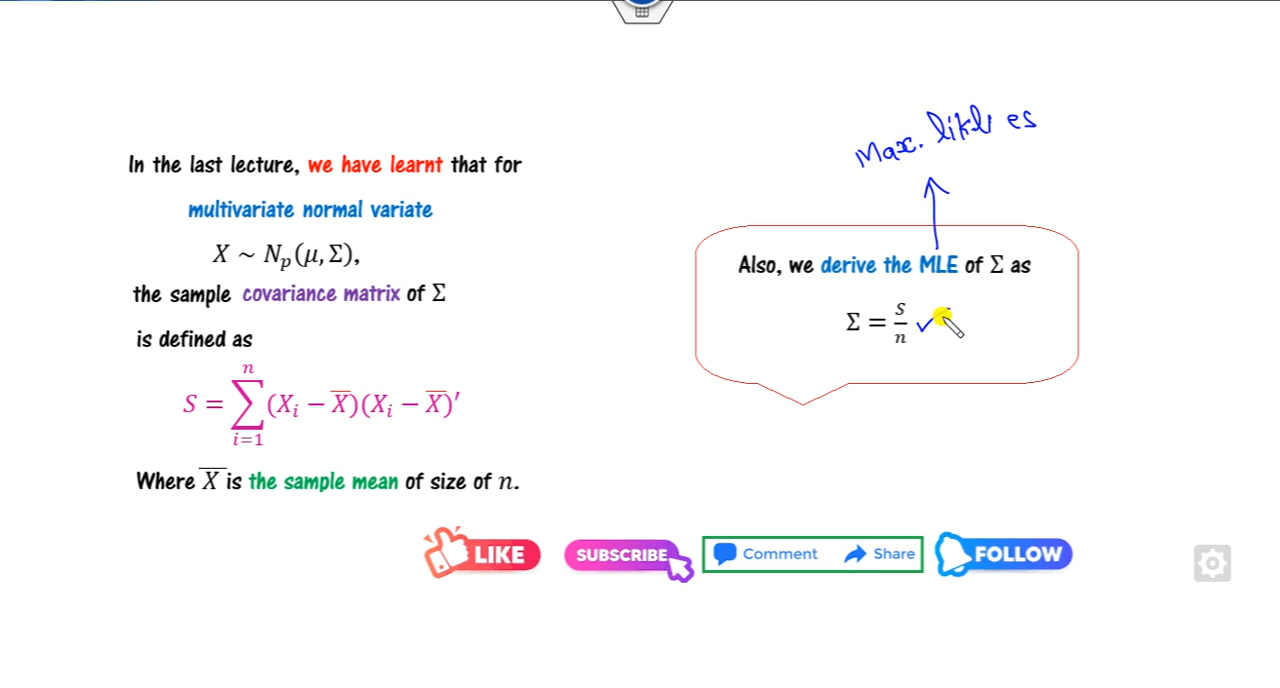 In the last lecture, we have learnt that for
multivariate normal variate
X ~ N_p(μ, Σ),
the sample covariance matrix of Σ
is defined as
S = ∑_{i=1}^{n} (X_i − X̅)(X_i − X̅)′
Where X̅ is the sample mean of size of n.
Max. likli es
Also, we derive the MLE of Σ as
Σ = S/n ✓
LIKE
SUBSCRIBE
Comment
Share
FOLLOW